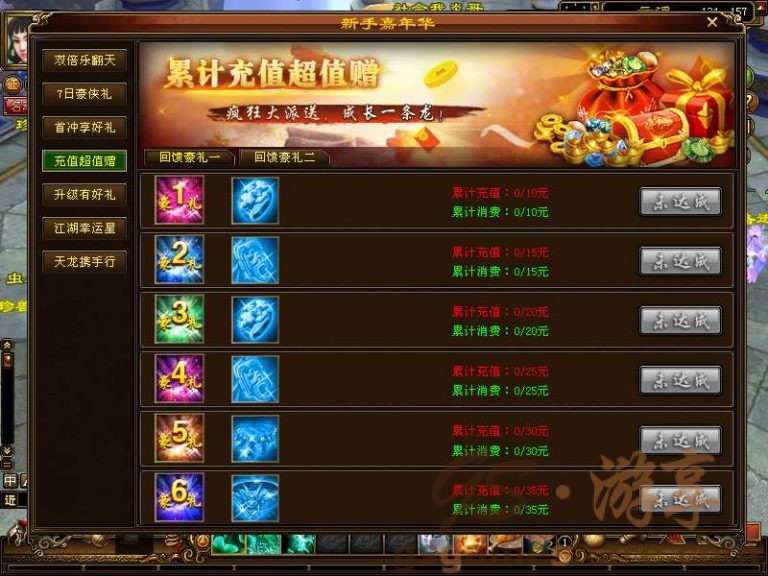 新手嘉年华
双倍乐翻天
7日豪侠礼
首冲享好礼
充值超值赠
升级有好礼
江湖幸运星
天龙携手行
累计充值超值赠
疯狂大派送，成长一条龙！
回馈豪礼一
回馈豪礼二
豪1礼
累计充值：0/10元
累计消费：0/10元
未达成
豪2礼
累计充值：0/15元
累计消费：0/15元
未达成
豪3礼
累计充值：0/20元
累计消费：0/20元
未达成
豪4礼
累计充值：0/25元
累计消费：0/25元
未达成
豪5礼
累计充值：0/30元
累计消费：0/30元
未达成
豪6礼
累计充值：0/35元
累计消费：0/35元
未达成
游享